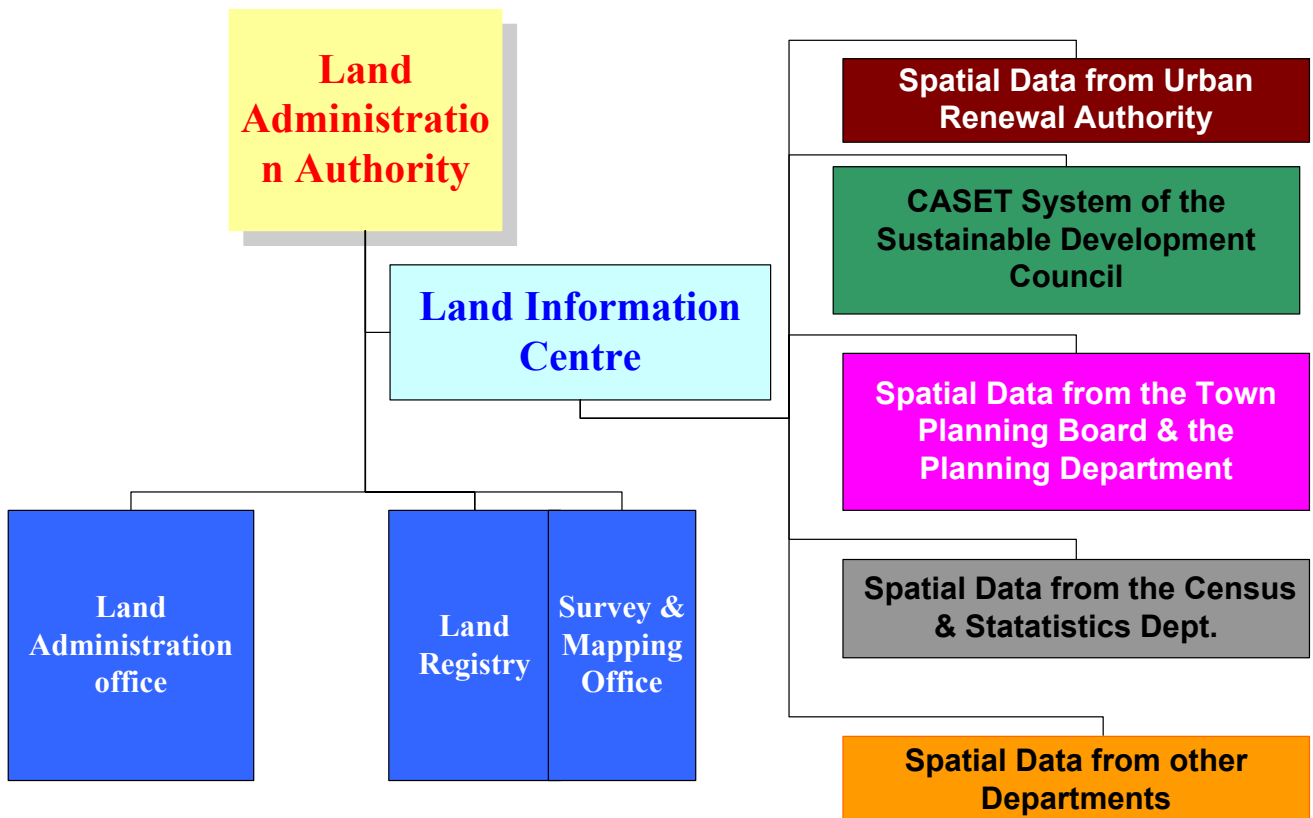 Land
Administratio
n Authority
Land Information
Centre
Land
Administration
office
Land
Registry
Survey &
Mapping
Office
Spatial Data from Urban
Renewal Authority
CASET System of the
Sustainable Development
Council
Spatial Data from the Town
Planning Board & the
Planning Department
Spatial Data from the Census
& Statatistics Dept.
Spatial Data from other
Departments